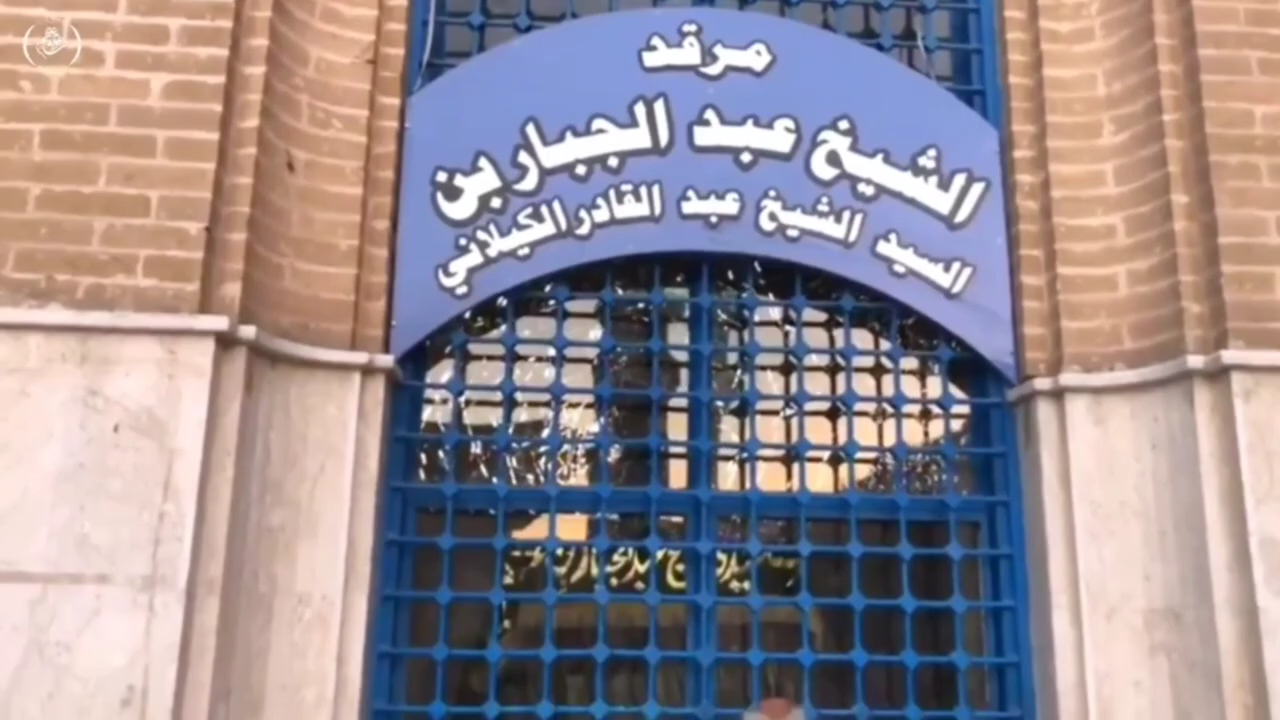 مرقد
الشيخ عبد الجبار بن
السيد الشيخ عبد القادر الكيلاني